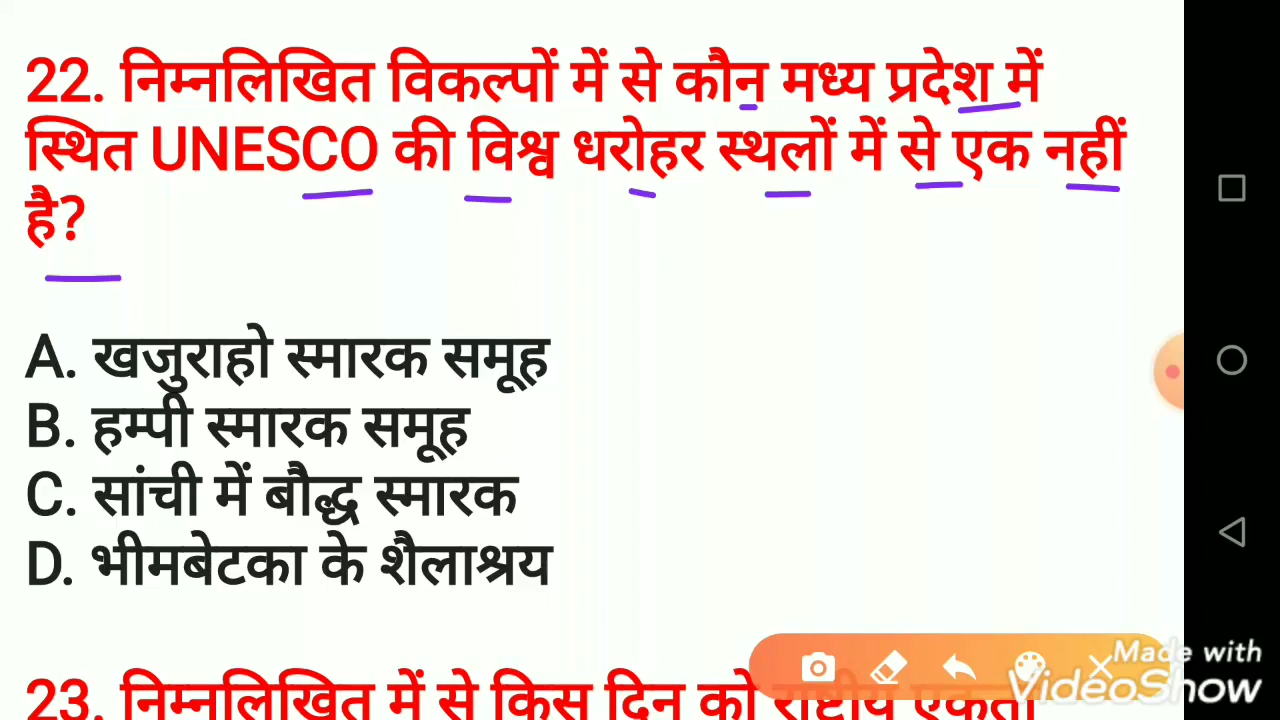 22. निम्नलिखित विकल्पों में से कौन मध्य प्रदेश में
स्थित UNESCO की विश्व धरोहर स्थलों में से एक नहीं
है?
A. खजुराहो स्मारक समूह
B. हम्पी स्मारक समूह
C. सांची में बौद्ध स्मारक
D. भीमबेटका के शैलाश्रय
23. निम्नलिखित में से किस दिन को राष्ट्रीय एकता
Made with
VideoShow